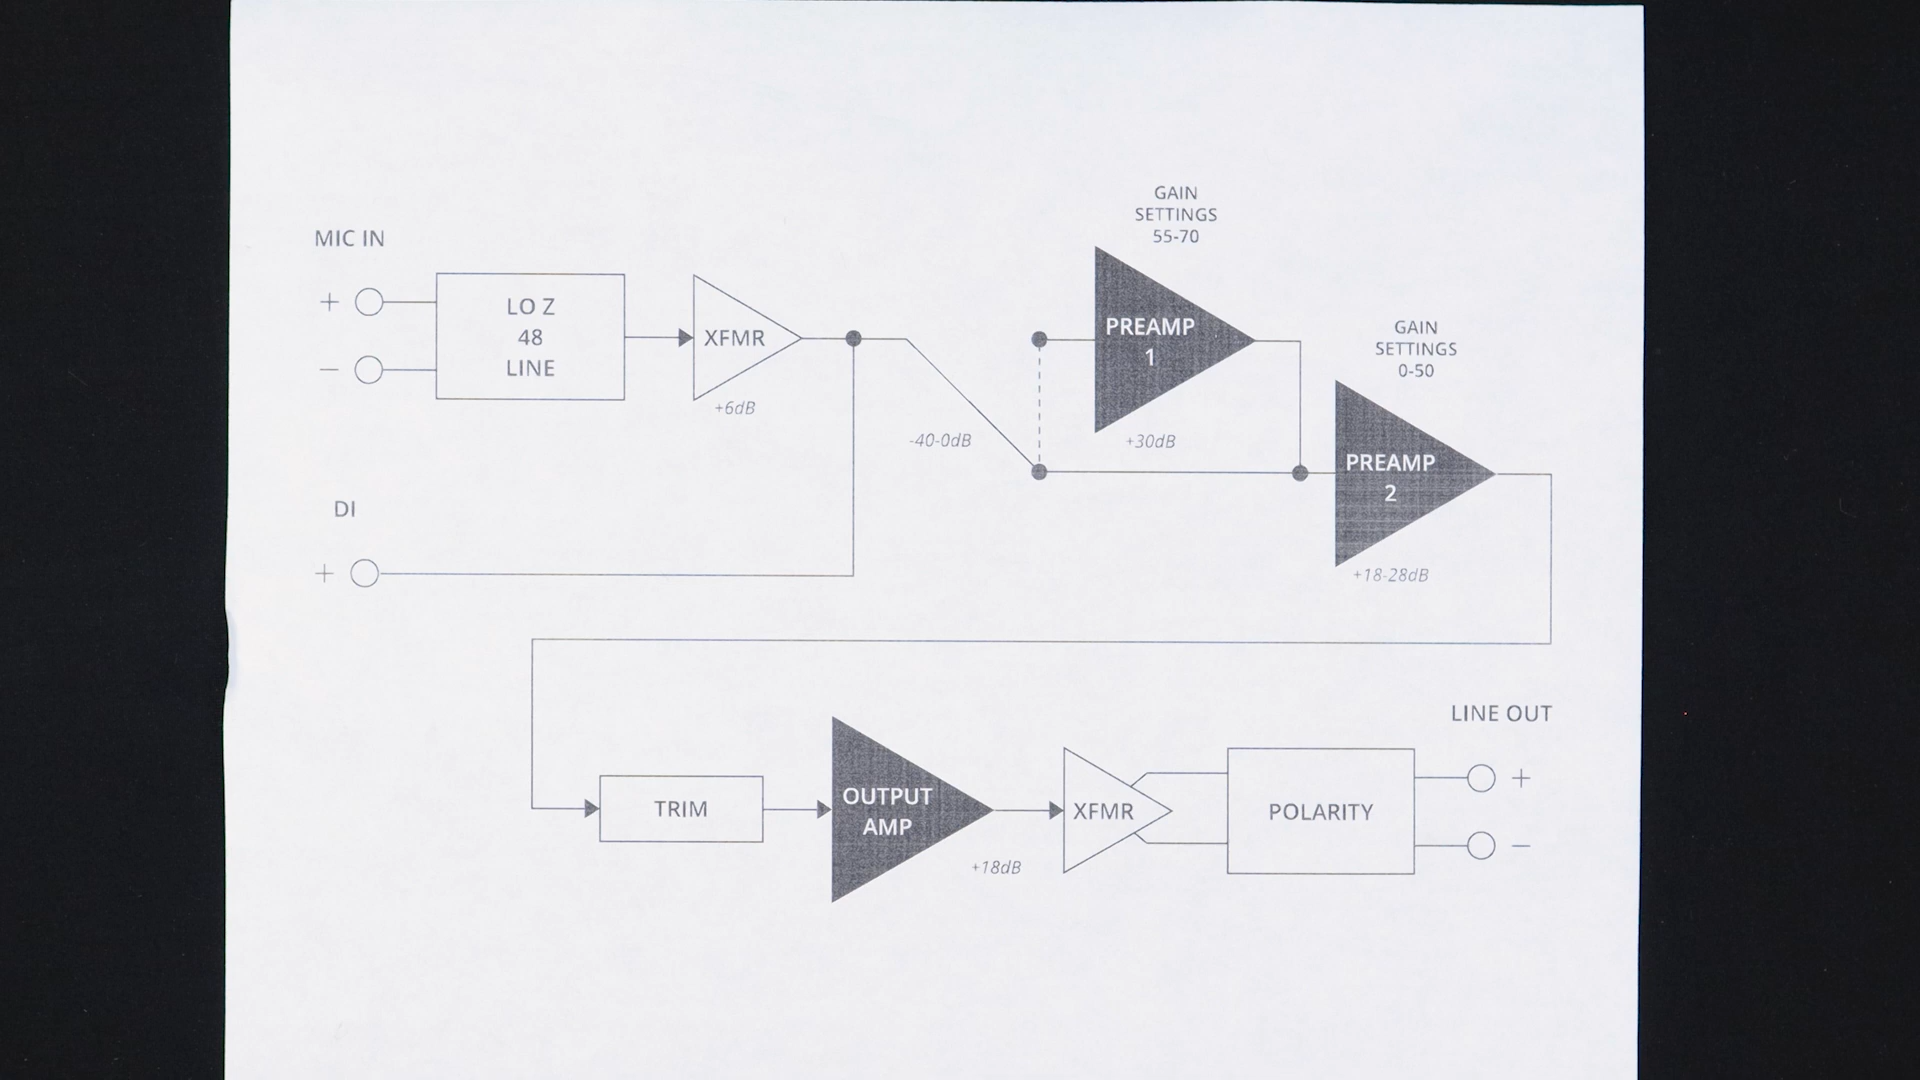 GAIN
SETTINGS
55-70
MIC IN
+
LO Z
48
LINE
−
XFMR
+6dB
-40-0dB
PREAMP
1
+30dB
GAIN
SETTINGS
0-50
PREAMP
2
+18-28dB
DI
+
LINE OUT
TRIM
OUTPUT
AMP
+18dB
XFMR
POLARITY
+
−